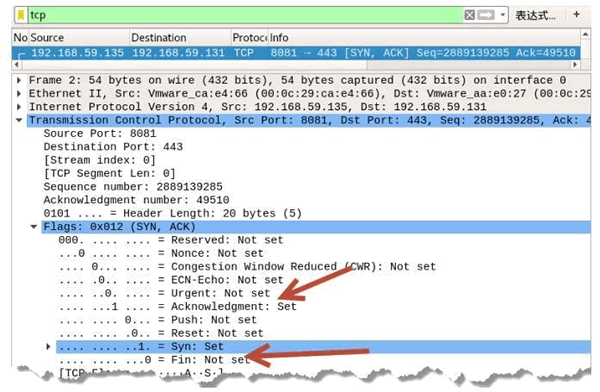 tcp 表达式… +
No Source Destination Protoc Info
192.168.59.135 192.168.59.131 TCP 8081 → 443 [SYN, ACK] Seq=2889139285 Ack=49510
Frame 2: 54 bytes on wire (432 bits), 54 bytes captured (432 bits) on interface 0
Ethernet II, Src: Vmware_ca:e4:66 (00:0c:29:ca:e4:66), Dst: Vmware_aa:e0:27 (00:0c:29
Internet Protocol Version 4, Src: 192.168.59.135, Dst: 192.168.59.131
Transmission Control Protocol, Src Port: 8081, Dst Port: 443, Seq: 2889139285, Ack: 4
Source Port: 8081
Destination Port: 443
[Stream index: 0]
[TCP Segment Len: 0]
Sequence number: 2889139285
Acknowledgment number: 49510
0101 .... = Header Length: 20 bytes (5)
Flags: 0x012 (SYN, ACK)
000. .... .... = Reserved: Not set
...0 .... .... = Nonce: Not set
.... 0... .... = Congestion Window Reduced (CWR): Not set
.... .0.. .... = ECN-Echo: Not set
.... ..0. .... = Urgent: Not set
.... ...1 .... = Acknowledgment: Set
.... .... 0... = Push: Not set
.... .... .0.. = Reset: Not set
.... .... ..1. = Syn: Set
.... .... ...0 = Fin: Not set